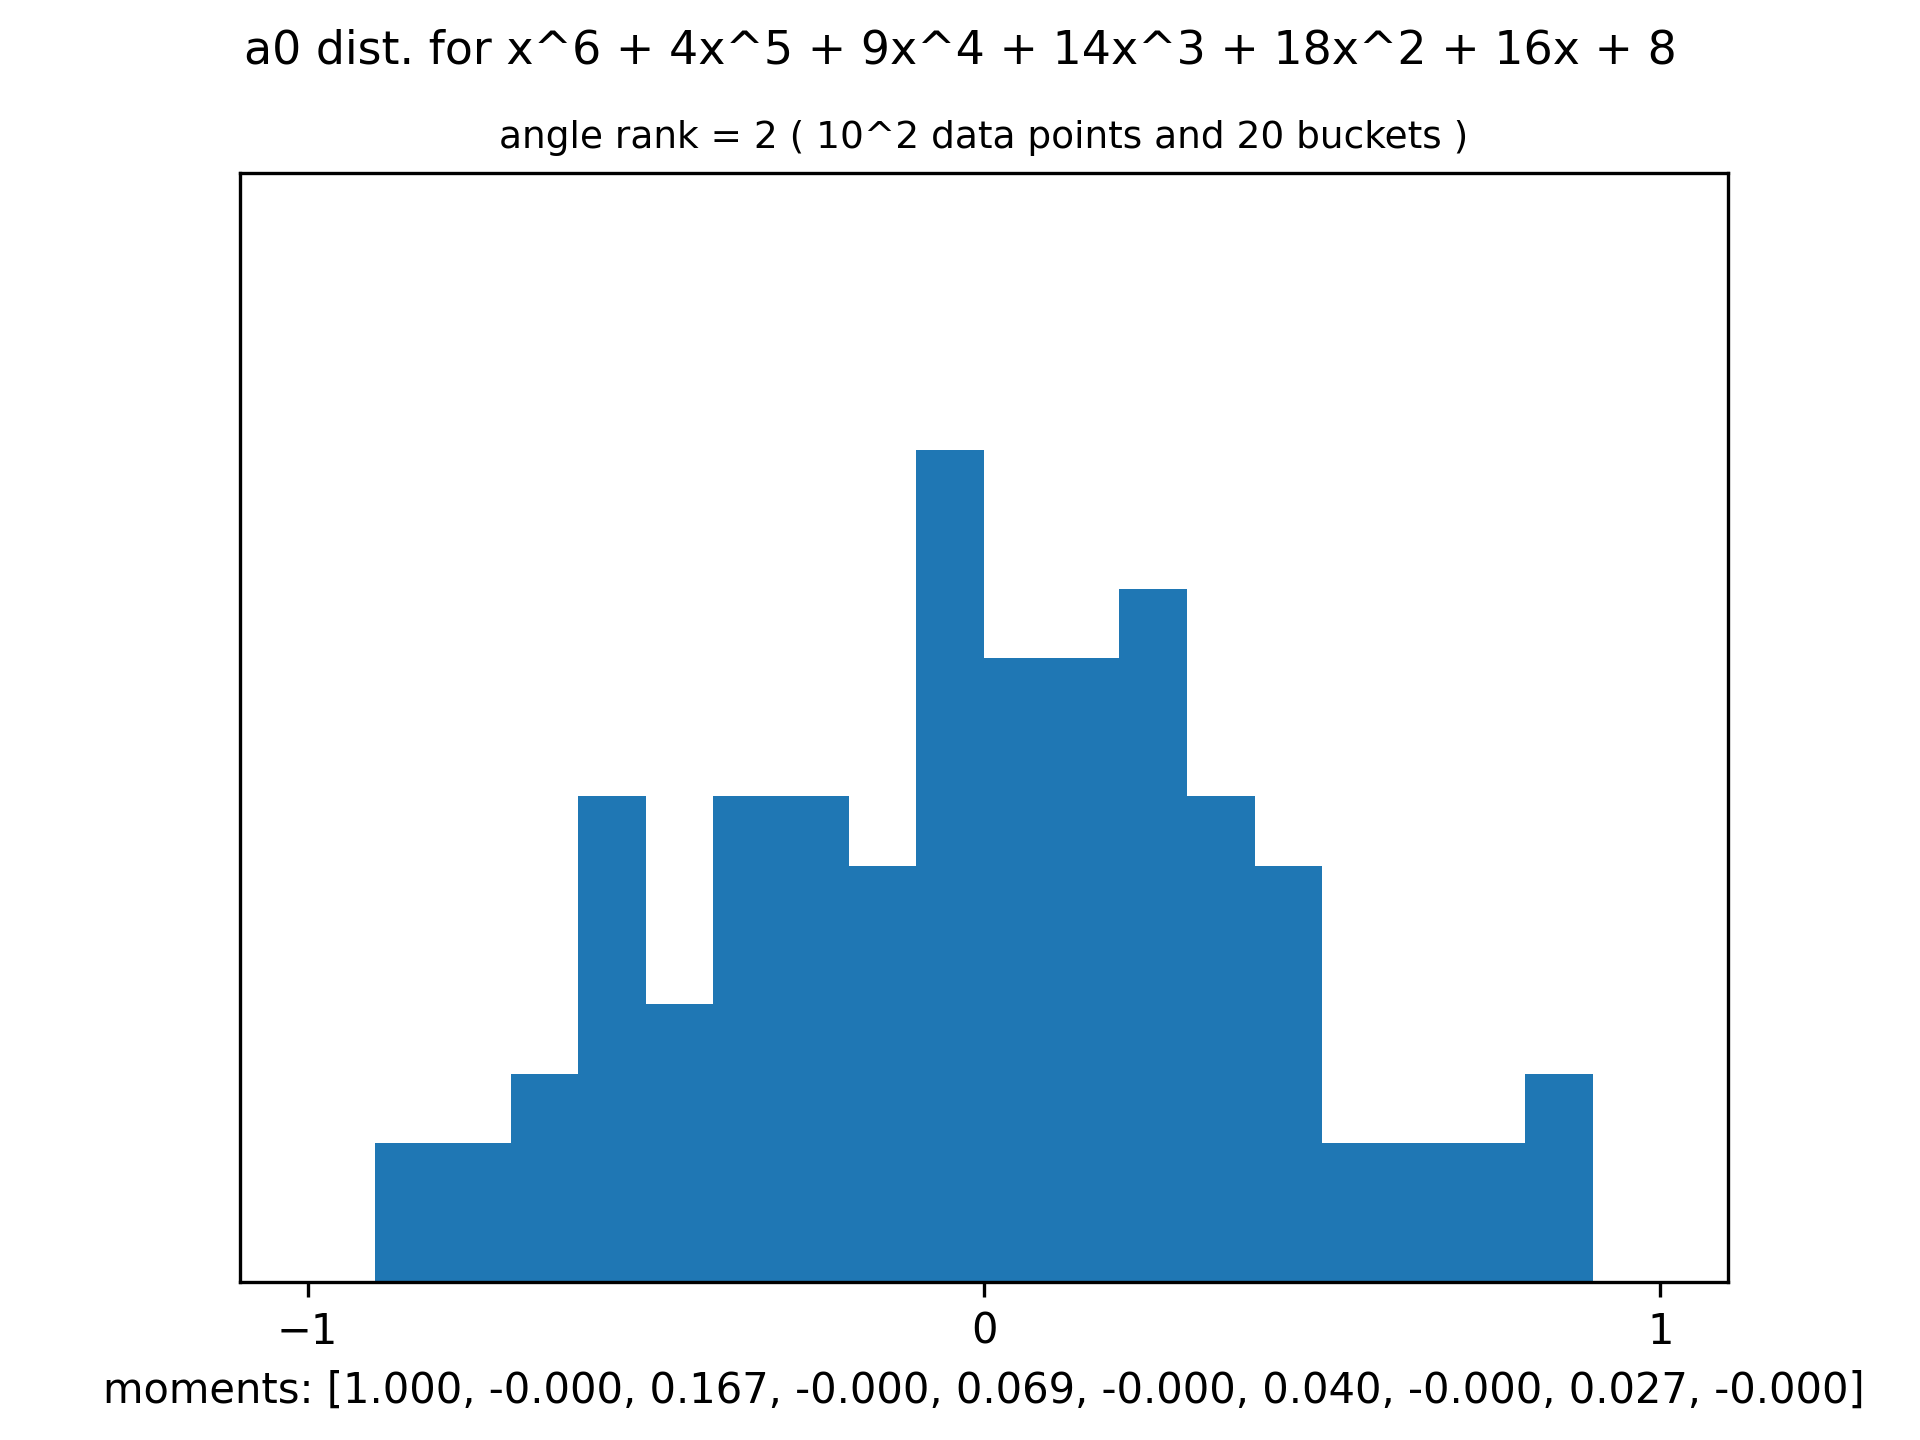 a0 dist. for x^6 + 4x^5 + 9x^4 + 14x^3 + 18x^2 + 16x + 8
angle rank = 2 ( 10^2 data points and 20 buckets )
−1 0 1
moments: [1.000, -0.000, 0.167, -0.000, 0.069, -0.000, 0.040, -0.000, 0.027, -0.000]